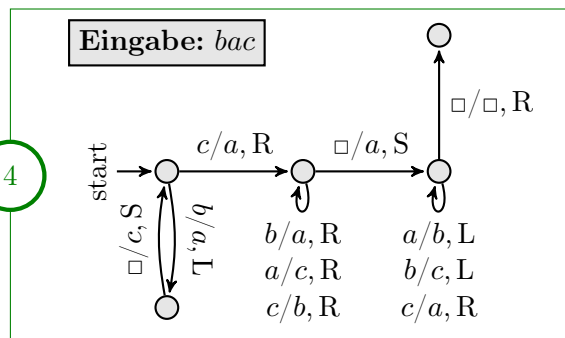 Eingabe: bac
□/□, R
c/a, R
□/a, S
4
start
□/c, S
b/a, L
b/a, R
a/c, R
c/b, R
a/b, L
b/c, L
c/a, R